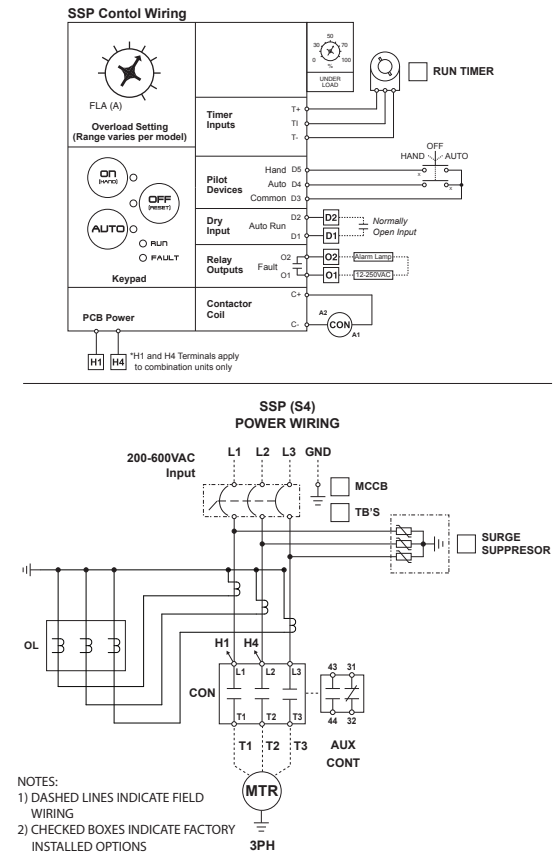 SSP Contol Wiring
50
30
70
0
100
%
UNDER
LOAD
RUN TIMER
FLA (A)
Overload Setting
(Range varies per model)
Timer
Inputs
T+
TI
T-
OFF
HAND
AUTO
x
x
ON
(HAND)
OFF
(RESET)
AUTO
RUN
FAULT
Keypad
Pilot
Devices
Hand D5
Auto D4
Common D3
Dry
Input
Auto Run
D2
D1
D2
D1
Normally
Open Input
Relay
Outputs
Fault
O2
O1
O2
O1
Alarm Lamp
12-250VAC
PCB Power
Contactor
Coil
C+
C-
A2
CON
A1
H1
H4
*H1 and H4 Terminals apply
to combination units only
SSP (S4)
POWER WIRING
200-600VAC
Input
L1
L2
L3
GND
MCCB
TB'S
SURGE
SUPPRESOR
OL
H1
H4
CON
L1
L2
L3
T1
T2
T3
43
31
44
32
T1
T2
T3
AUX
CONT
MTR
3PH
NOTES:
1) DASHED LINES INDICATE FIELD
WIRING
2) CHECKED BOXES INDICATE FACTORY
INSTALLED OPTIONS